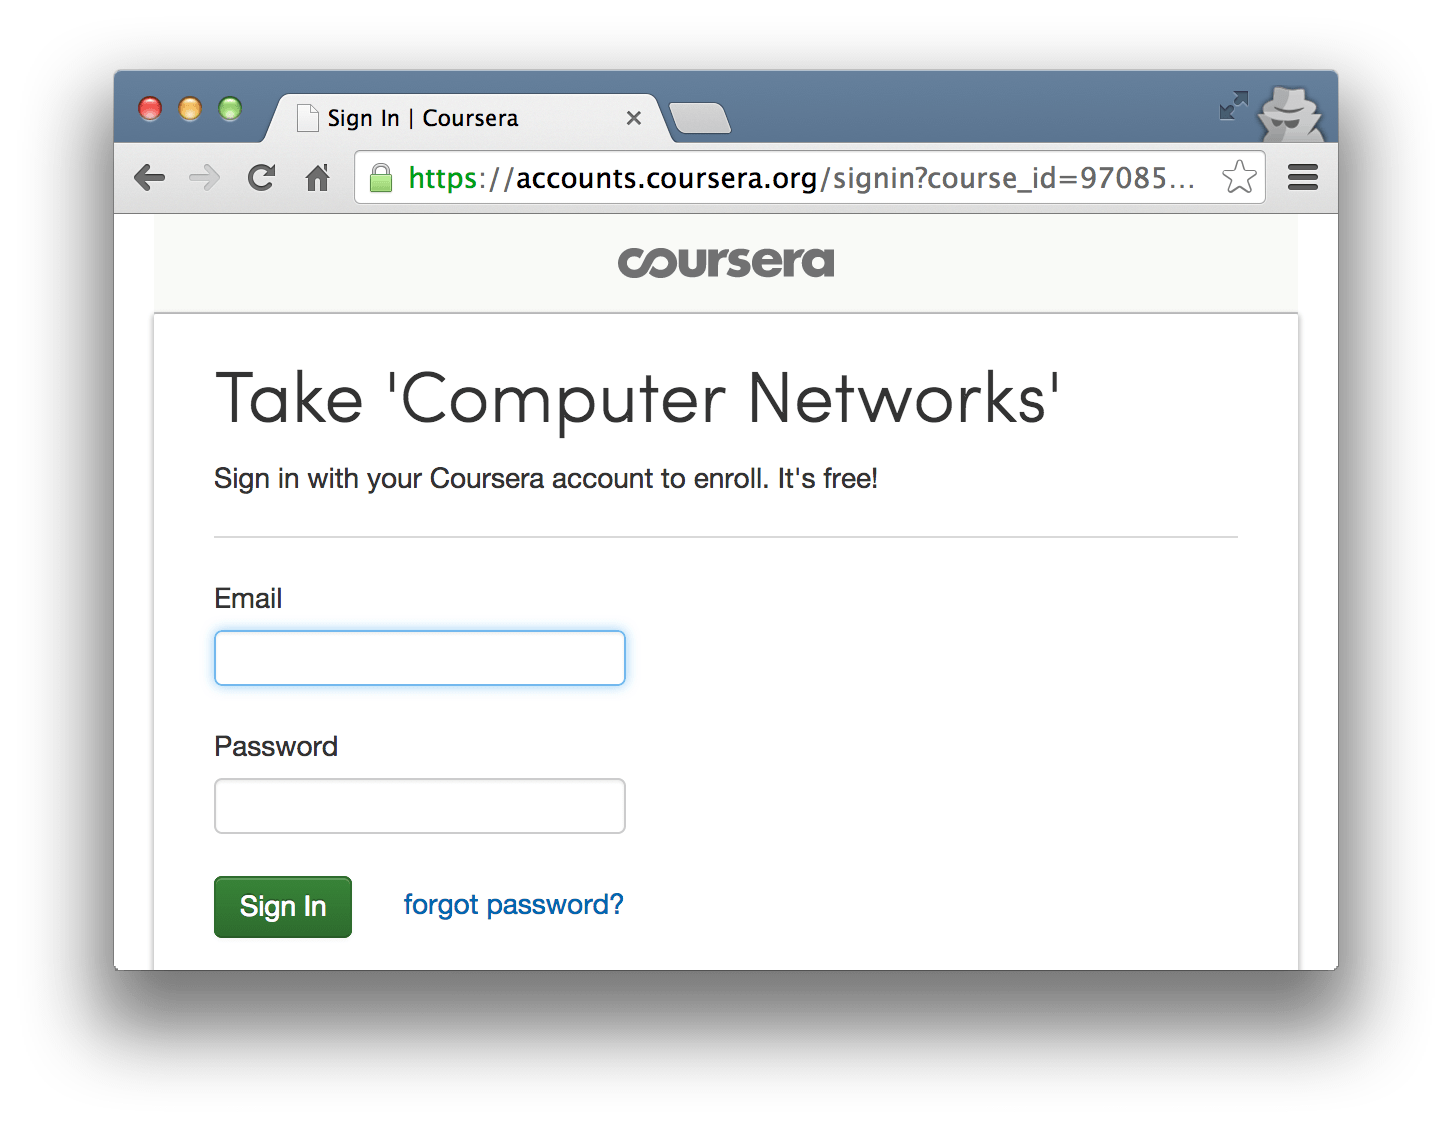 Sign In | Coursera
https://accounts.coursera.org/signin?course_id=97085...
coursera
Take 'Computer Networks'
Sign in with your Coursera account to enroll. It's free!
Email
Password
Sign In
forgot password?